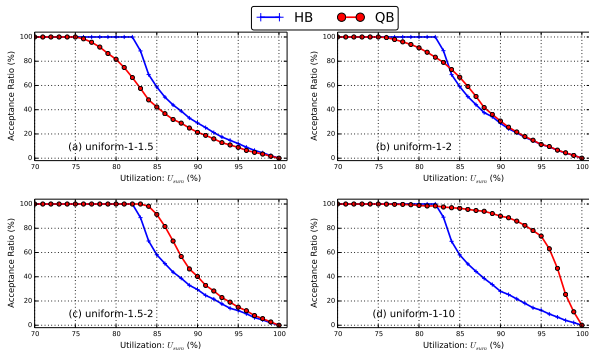 HB QB
Acceptance Ratio (%)
100
80
60
40
20
0
(a) uniform-1-1.5
70 75 80 85 90 95 100
Utilization: U_sum (%)
Acceptance Ratio (%)
100
80
60
40
20
0
(b) uniform-1-2
70 75 80 85 90 95 100
Utilization: U_sum (%)
Acceptance Ratio (%)
100
80
60
40
20
0
(c) uniform-1.5-2
70 75 80 85 90 95 100
Utilization: U_sum (%)
Acceptance Ratio (%)
100
80
60
40
20
0
(d) uniform-1-10
70 75 80 85 90 95 100
Utilization: U_sum (%)